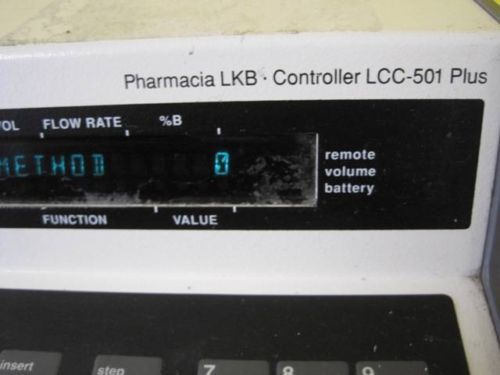 Pharmacia LKB · Controller LCC-501 Plus
FLOW RATE %B
METHOD 0
remote
volume
battery
FUNCTION VALUE
insert step 7 8 9